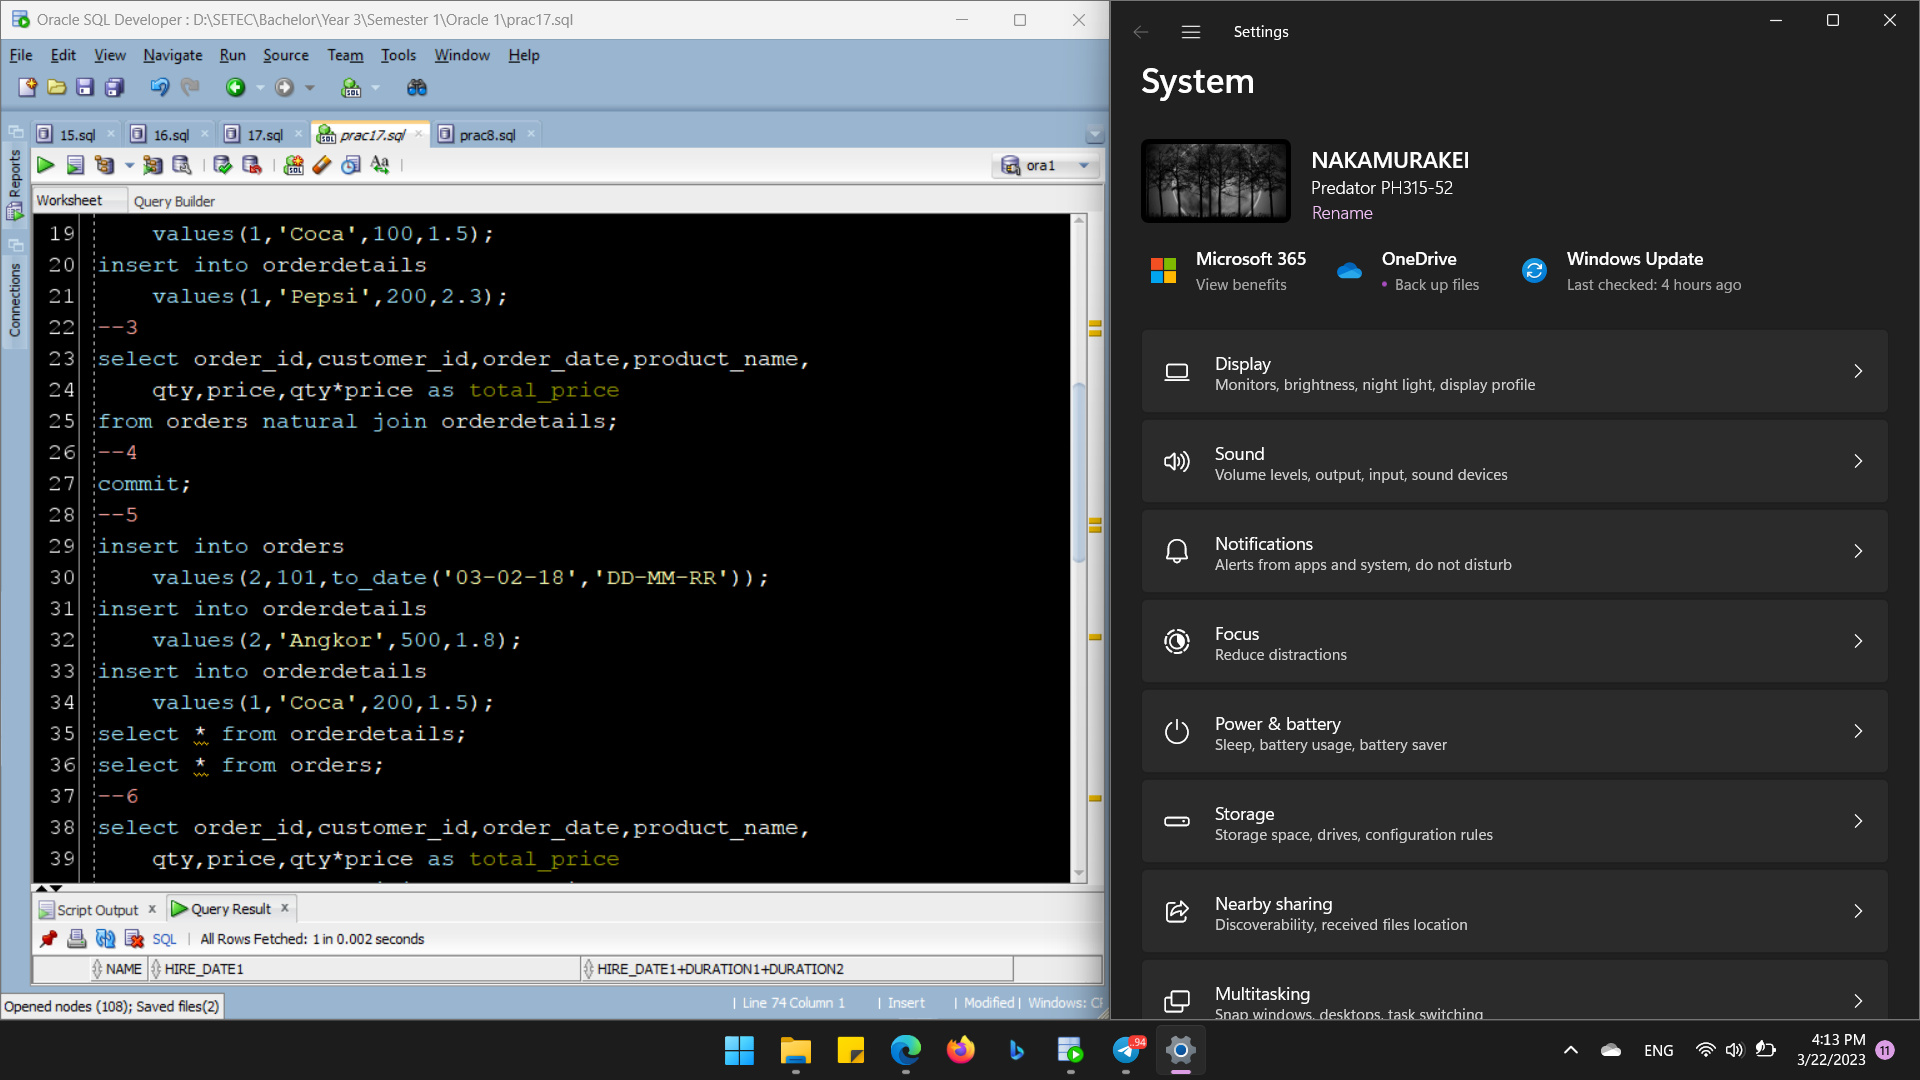 Oracle SQL Developer : D:\SETEC\Bachelor\Year 3\Semester 1\Oracle 1\prac17.sql
File Edit View Navigate Run Source Team Tools Window Help
15.sql 16.sql 17.sql prac17.sql prac8.sql
ora1
Reports
Connections
Worksheet Query Builder
19 values(1,'Coca',100,1.5);
20 insert into orderdetails
21 values(1,'Pepsi',200,2.3);
22 --3
23 select order_id,customer_id,order_date,product_name,
24 qty,price,qty*price as total_price
25 from orders natural join orderdetails;
26 --4
27 commit;
28 --5
29 insert into orders
30 values(2,101,to_date('03-02-18','DD-MM-RR'));
31 insert into orderdetails
32 values(2,'Angkor',500,1.8);
33 insert into orderdetails
34 values(1,'Coca',200,1.5);
35 select * from orderdetails;
36 select * from orders;
37 --6
38 select order_id,customer_id,order_date,product_name,
39 qty,price,qty*price as total_price
Script Output x Query Result x
SQL | All Rows Fetched: 1 in 0.002 seconds
NAME HIRE_DATE1 HIRE_DATE1+DURATION1+DURATION2
Opened nodes (108); Saved files(2) | Line 74 Column 1 | Insert | Modified | Windows: CF
Settings
System
NAKAMURAKEI
Predator PH315-52
Rename
Microsoft 365
View benefits
OneDrive
• Back up files
Windows Update
Last checked: 4 hours ago
Display
Monitors, brightness, night light, display profile
Sound
Volume levels, output, input, sound devices
Notifications
Alerts from apps and system, do not disturb
Focus
Reduce distractions
Power & battery
Sleep, battery usage, battery saver
Storage
Storage space, drives, configuration rules
Nearby sharing
Discoverability, received files location
Multitasking
Snap windows, desktops, task switching
94
ENG
4:13 PM
3/22/2023
11